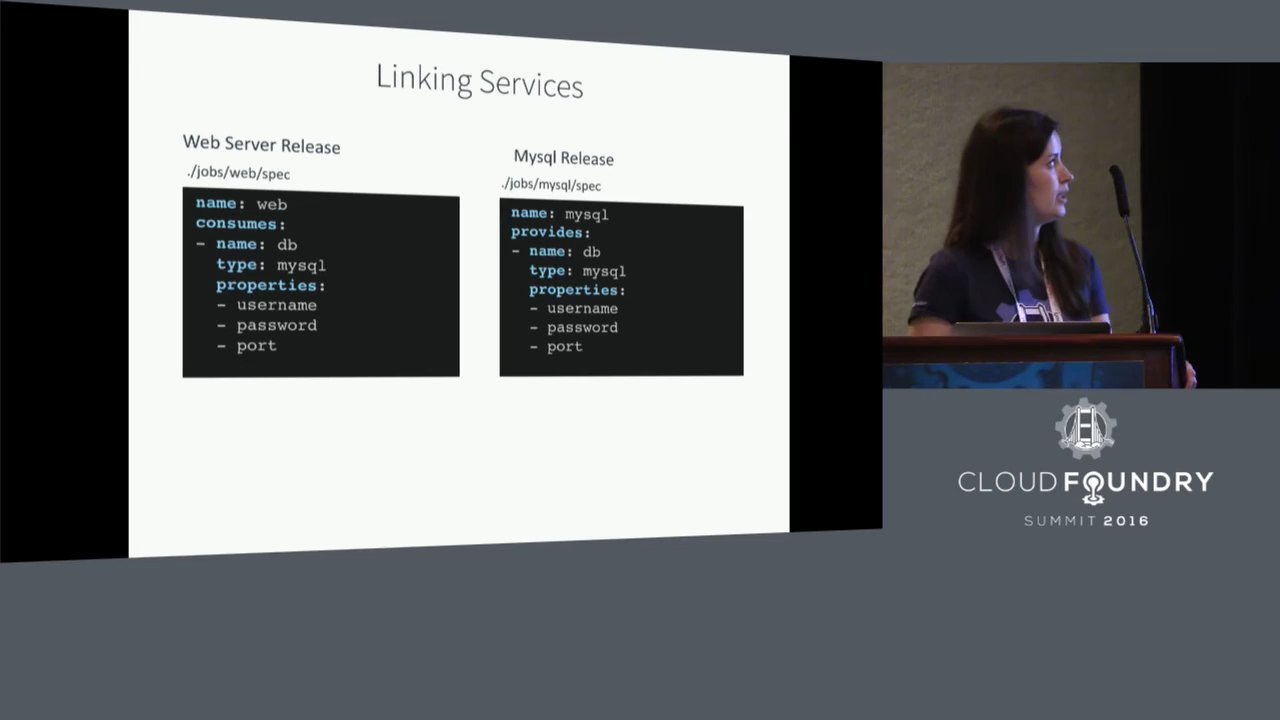 Linking Services
Web Server Release
./jobs/web/spec
name: web
consumes:
- name: db
type: mysql
properties:
- username
- password
- port
Mysql Release
./jobs/mysql/spec
name: mysql
provides:
- name: db
type: mysql
properties:
- username
- password
- port
CLOUD FOUNDRY
SUMMIT 2016